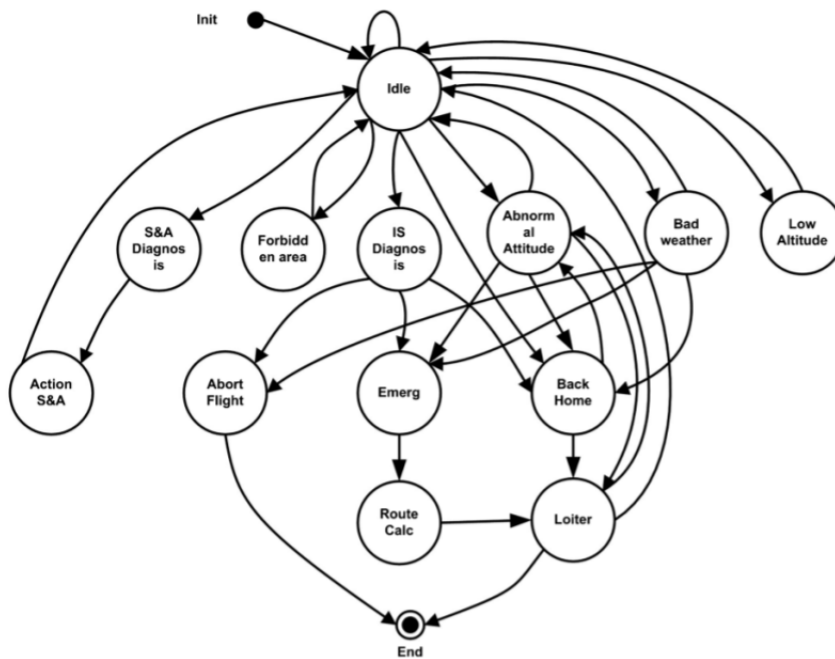 Init
Idle
S&A
Diagnos
is
Forbidd
en area
IS
Diagnos
is
Abnorm
al
Attitude
Bad
weather
Low
Altitude
Action
S&A
Abort
Flight
Emerg
Back
Home
Route
Calc
Loiter
End